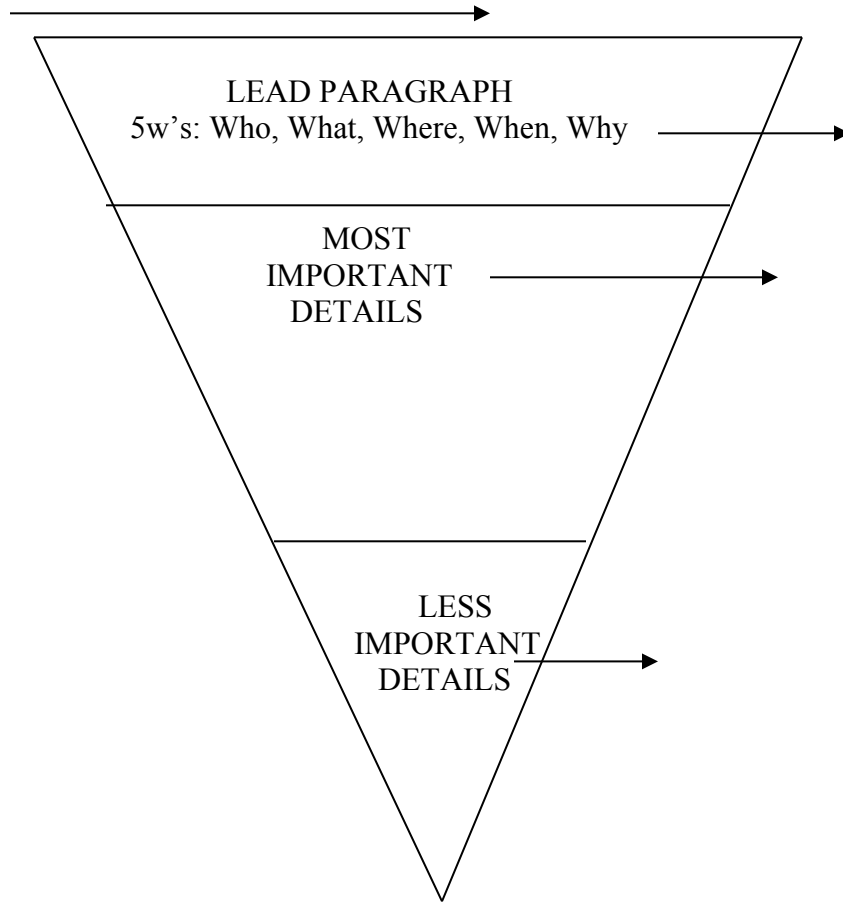 LEAD PARAGRAPH
5w’s: Who, What, Where, When, Why
MOST
IMPORTANT
DETAILS
LESS
IMPORTANT
DETAILS